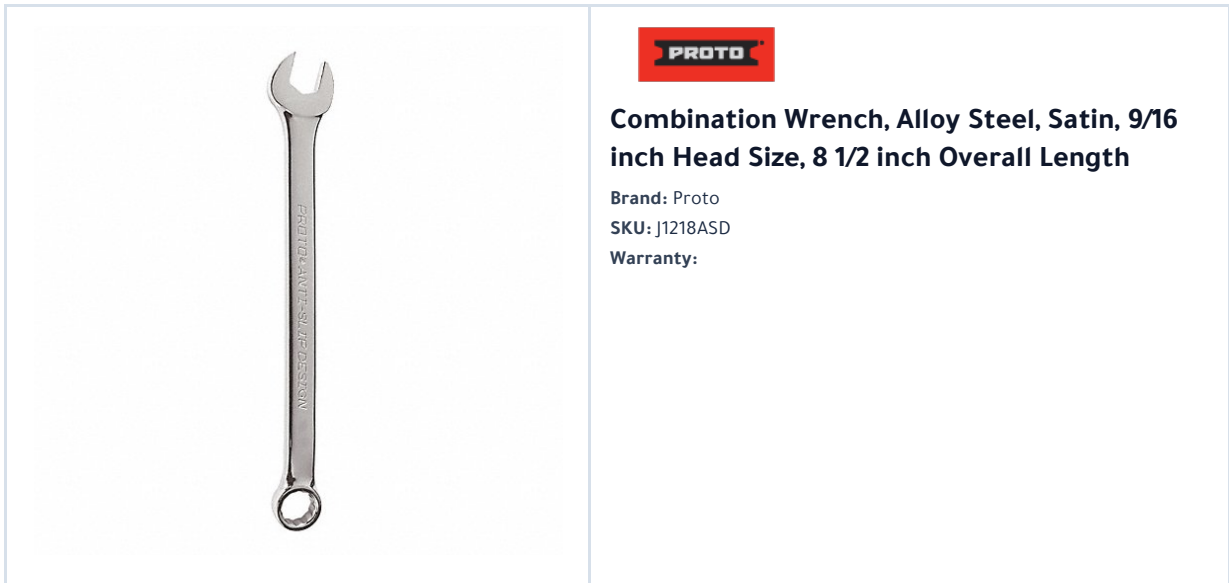 PROTO
Combination Wrench, Alloy Steel, Satin, 9/16
inch Head Size, 8 1/2 inch Overall Length
Brand: Proto
SKU: J1218ASD
Warranty:
PROTO® ANTI-SLIP DESIGN